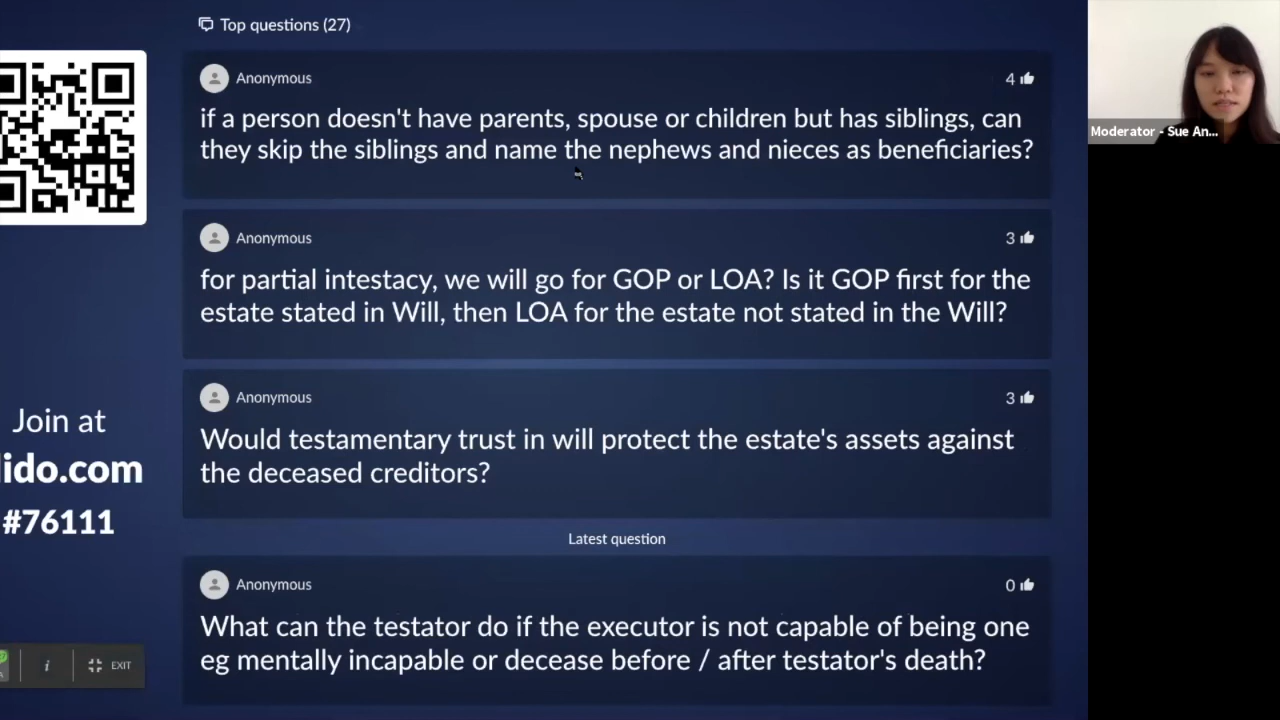 Top questions (27)
Anonymous
4
if a person doesn't have parents, spouse or children but has siblings, can
they skip the siblings and name the nephews and nieces as beneficiaries?
Anonymous
3
for partial intestacy, we will go for GOP or LOA? Is it GOP first for the
estate stated in Will, then LOA for the estate not stated in the Will?
Anonymous
3
Would testamentary trust in will protect the estate's assets against
the deceased creditors?
Latest question
Anonymous
0
What can the testator do if the executor is not capable of being one
eg mentally incapable or decease before / after testator's death?
Join at
lido.com
#76111
i
EXIT
Moderator - Sue An...